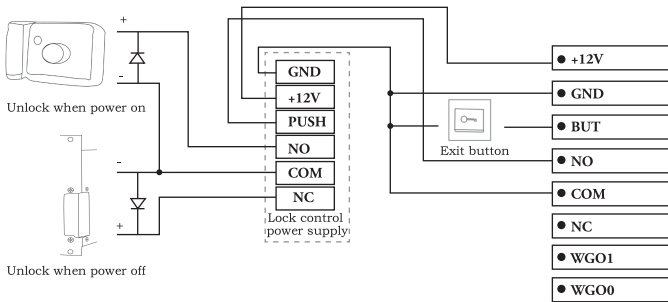 +
-
Unlock when power on
-
+
Unlock when power off
GND
+12V
PUSH
NO
COM
NC
Lock control
power supply
Exit button
+12V
GND
BUT
NO
COM
NC
WGO1
WGO0